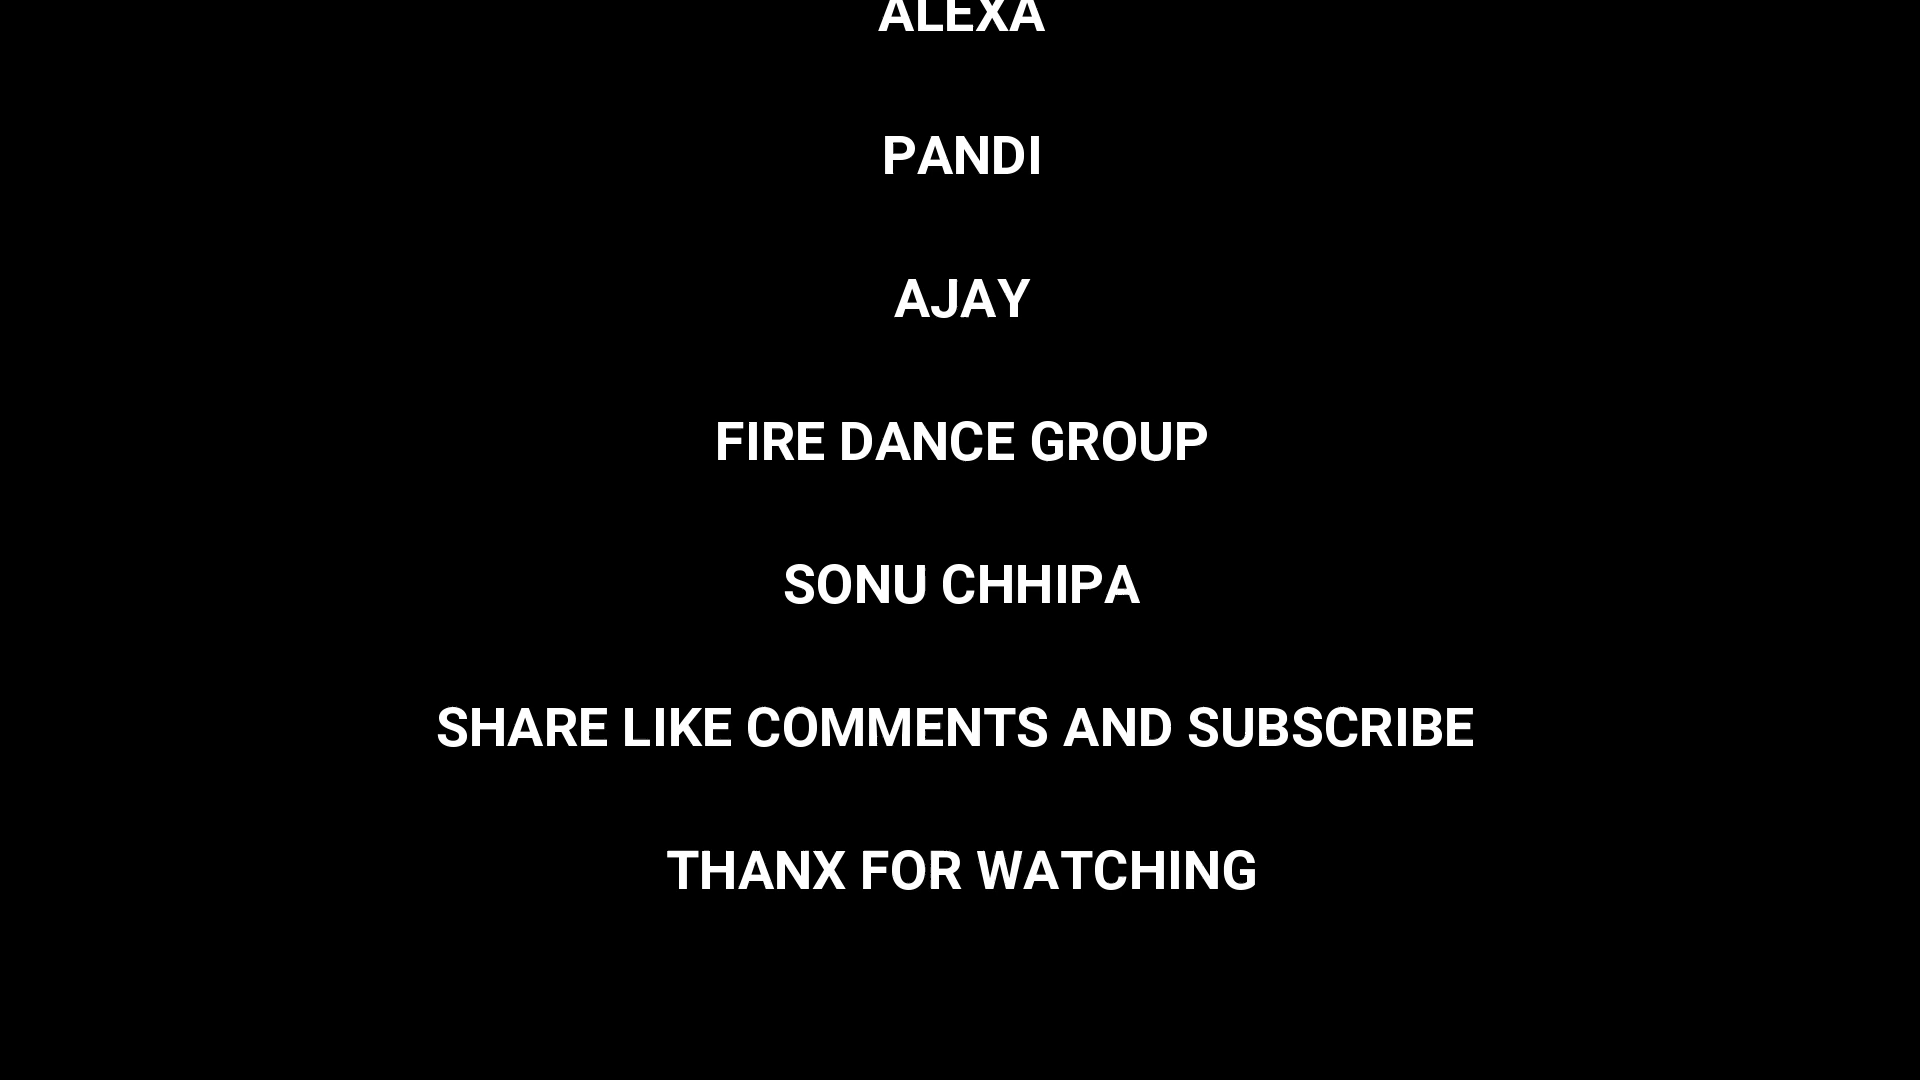 ALEXA
PANDI
AJAY
FIRE DANCE GROUP
SONU CHHIPA
SHARE LIKE COMMENTS AND SUBSCRIBE
THANX FOR WATCHING